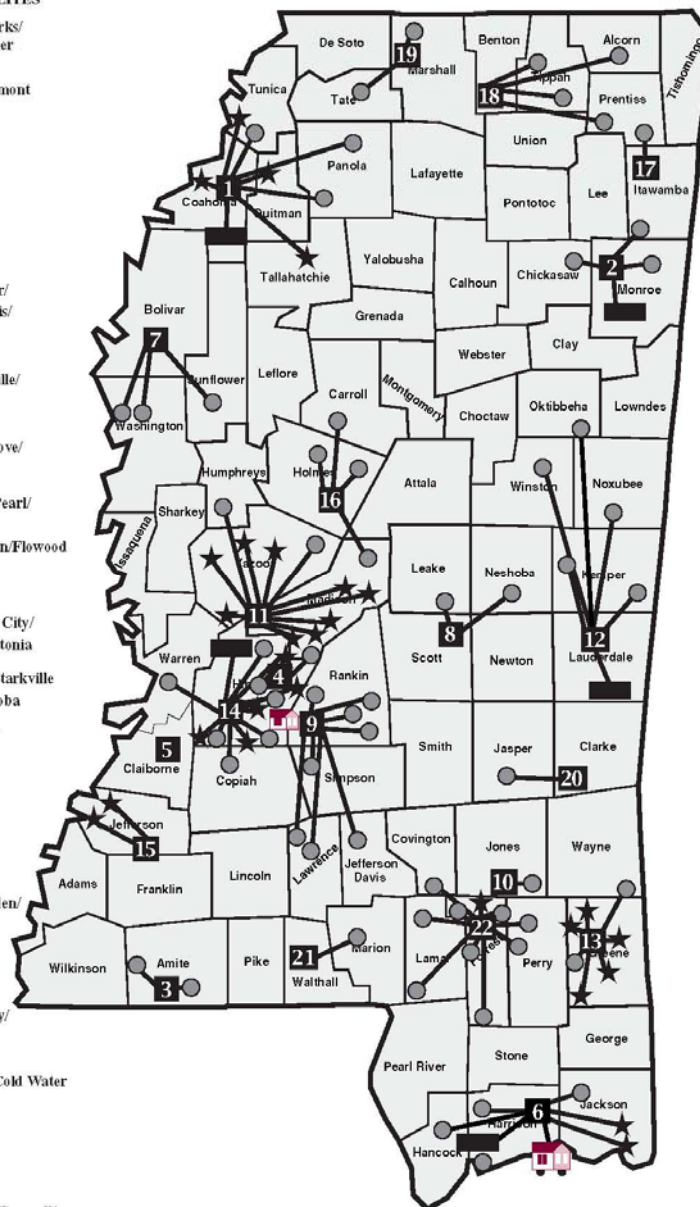 rks/
er
mont
r/
is/
ille/
ove/
Pearl/
n/Flowood
City/
tonia
tarkville
oba
len/
y/
Cold Water
De Soto
Benton
Alcorn
Tishomingo
19
Marshall
Tippah
Tunica
Tate
18
Prentiss
Union
17
Panola
Lafayette
Lee
Itawamba
1
Coahoma
Quitman
Pontotoc
Tallahatchie
Yalobusha
Calhoun
Chickasaw
2
Monroe
Bolivar
Grenada
7
Webster
Clay
Sunflower
Leflore
Carroll
Montgomery
Choctaw
Oktibbeha
Lowndes
Washington
Humphreys
Holmes
16
Attala
Winston
Noxubee
Sharkey
Issaquena
Yazoo
Leake
Neshoba
Kemper
Madison
11
8
12
Warren
Scott
Newton
Lauderdale
4
Rankin
14
9
5
Claiborne
Copiah
Simpson
Smith
Jasper
Clarke
20
Jefferson
15
Lincoln
Lawrence
Jefferson
Davis
Covington
Jones
Wayne
10
Adams
Franklin
22
13
Greene
Wilkinson
Amite
3
Pike
21
Walthall
Marion
Perry
Pearl River
Stone
George
6
Jackson
Harrison
Hancock